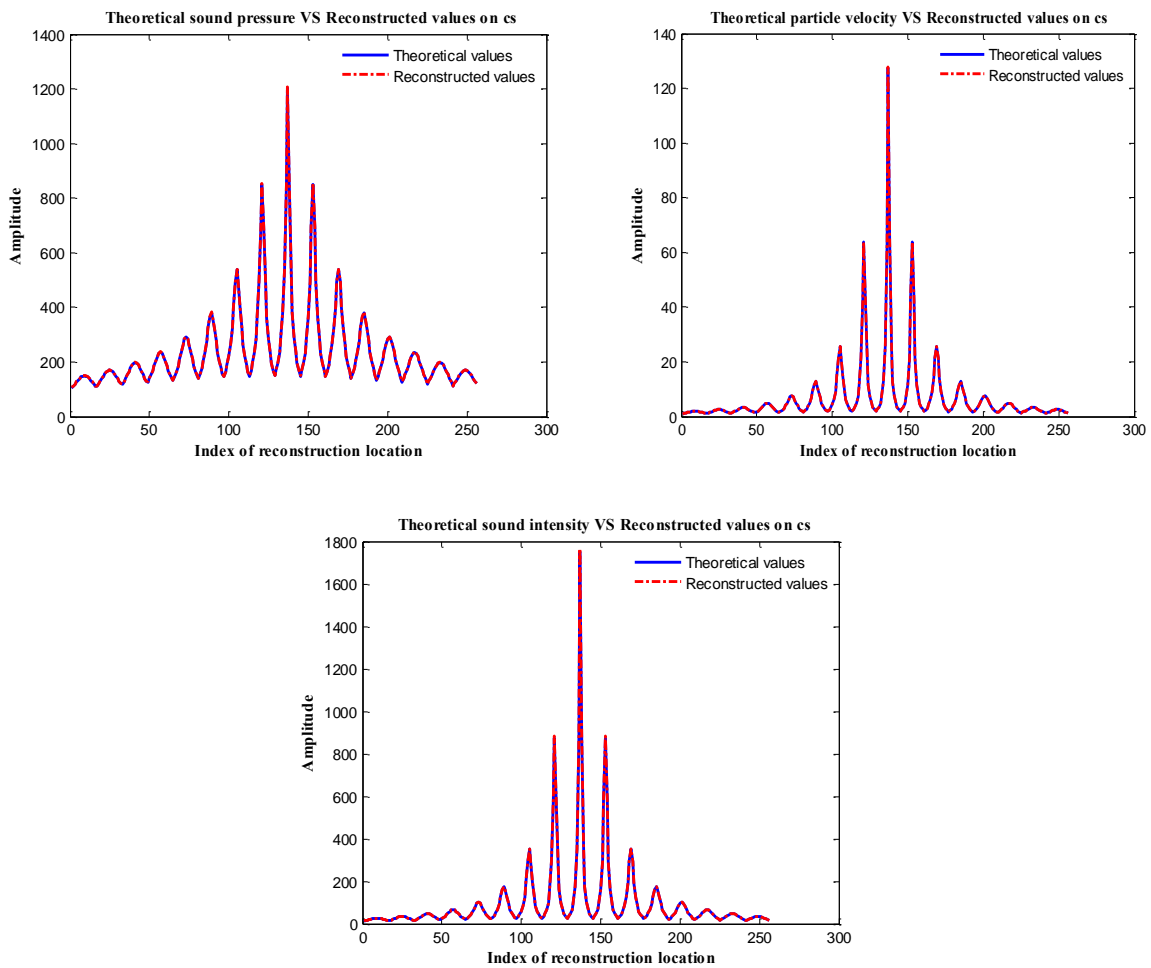 Theoretical sound pressure VS Reconstructed values on cs
1400
1200
1000
800
600
400
200
0
Amplitude
Theoretical values
Reconstructed values
0 50 100 150 200 250 300
Index of reconstruction location
Theoretical particle velocity VS Reconstructed values on cs
140
120
100
80
60
40
20
0
Amplitude
Theoretical values
Reconstructed values
0 50 100 150 200 250 300
Index of reconstruction location
Theoretical sound intensity VS Reconstructed values on cs
1800
1600
1400
1200
1000
800
600
400
200
0
Amplitude
Theoretical values
Reconstructed values
0 50 100 150 200 250 300
Index of reconstruction location